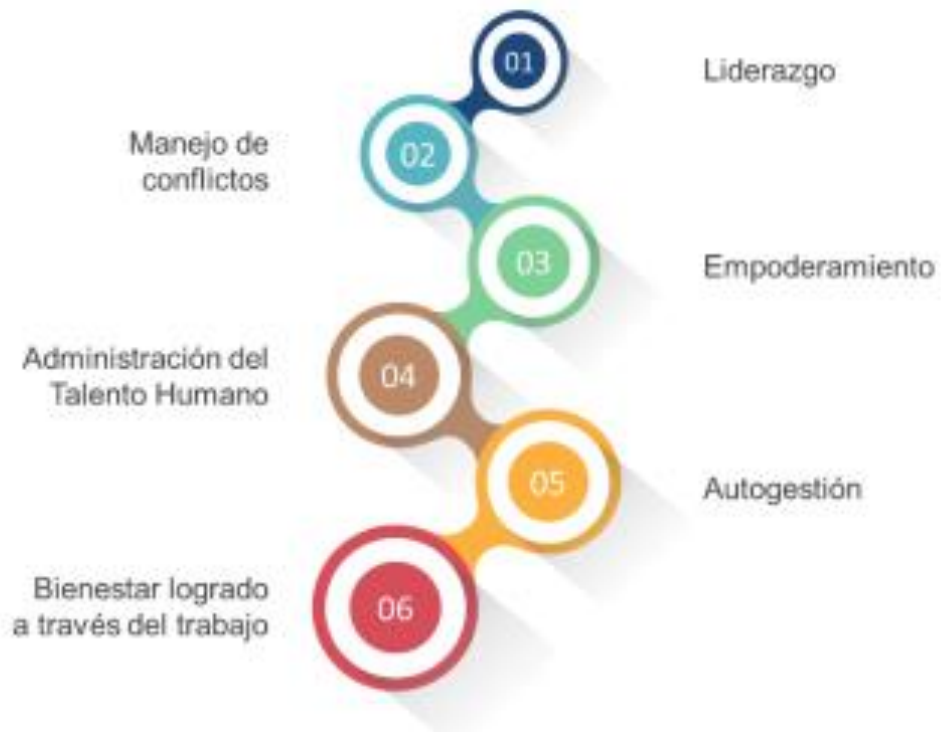 01
Liderazgo
02
Manejo de
conflictos
03
Empoderamiento
04
Administración del
Talento Humano
05
Autogestión
06
Bienestar logrado
a través del trabajo